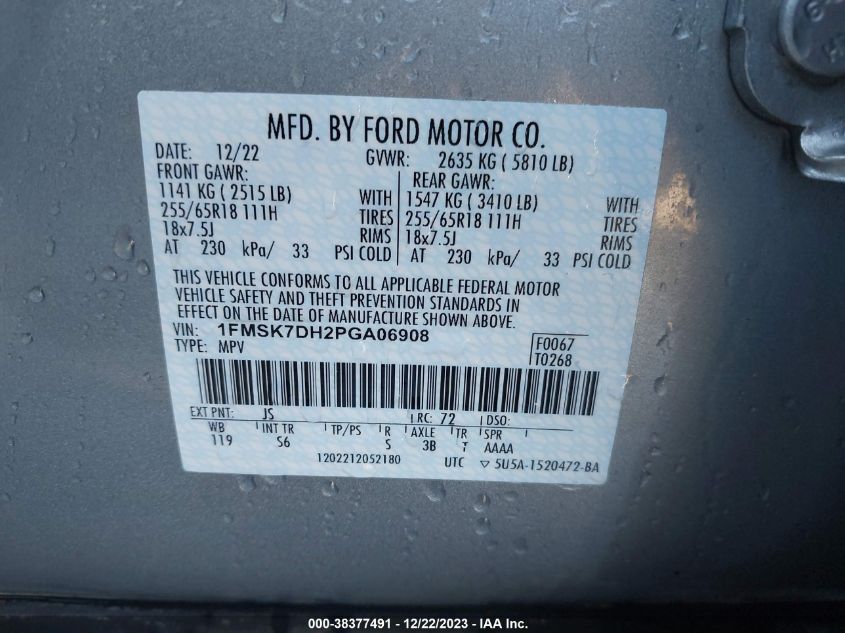 MFD. BY FORD MOTOR CO.
DATE: 12/22 GVWR: 2635 KG ( 5810 LB)
FRONT GAWR: REAR GAWR:
1141 KG ( 2515 LB) WITH 1547 KG ( 3410 LB) WITH
255/65R18 111H TIRES 255/65R18 111H TIRES
18x7.5J RIMS 18x7.5J RIMS
AT 230 kPa/ 33 PSI COLD AT 230 kPa/ 33 PSI COLD
THIS VEHICLE CONFORMS TO ALL APPLICABLE FEDERAL MOTOR
VEHICLE SAFETY AND THEFT PREVENTION STANDARDS IN
EFFECT ON THE DATE OF MANUFACTURE SHOWN ABOVE.
VIN: 1FMSK7DH2PGA06908 F0067
TYPE: MPV T0268
EXT PNT: JS RC: 72 DSO:
WB INT TR TP/PS R AXLE TR SPR
119 S6 S 3B T AAAA
1202212052180 UTC ▽ 5U5A-1520472-BA
000-38377491 - 12/22/2023 - IAA Inc.